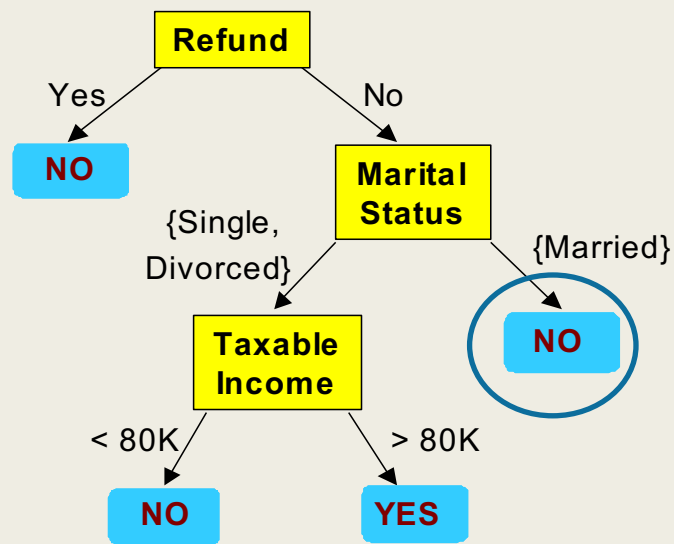 Refund
Yes
No
NO
Marital
Status
{Single,
Divorced}
{Married}
NO
Taxable
Income
< 80K
> 80K
NO
YES